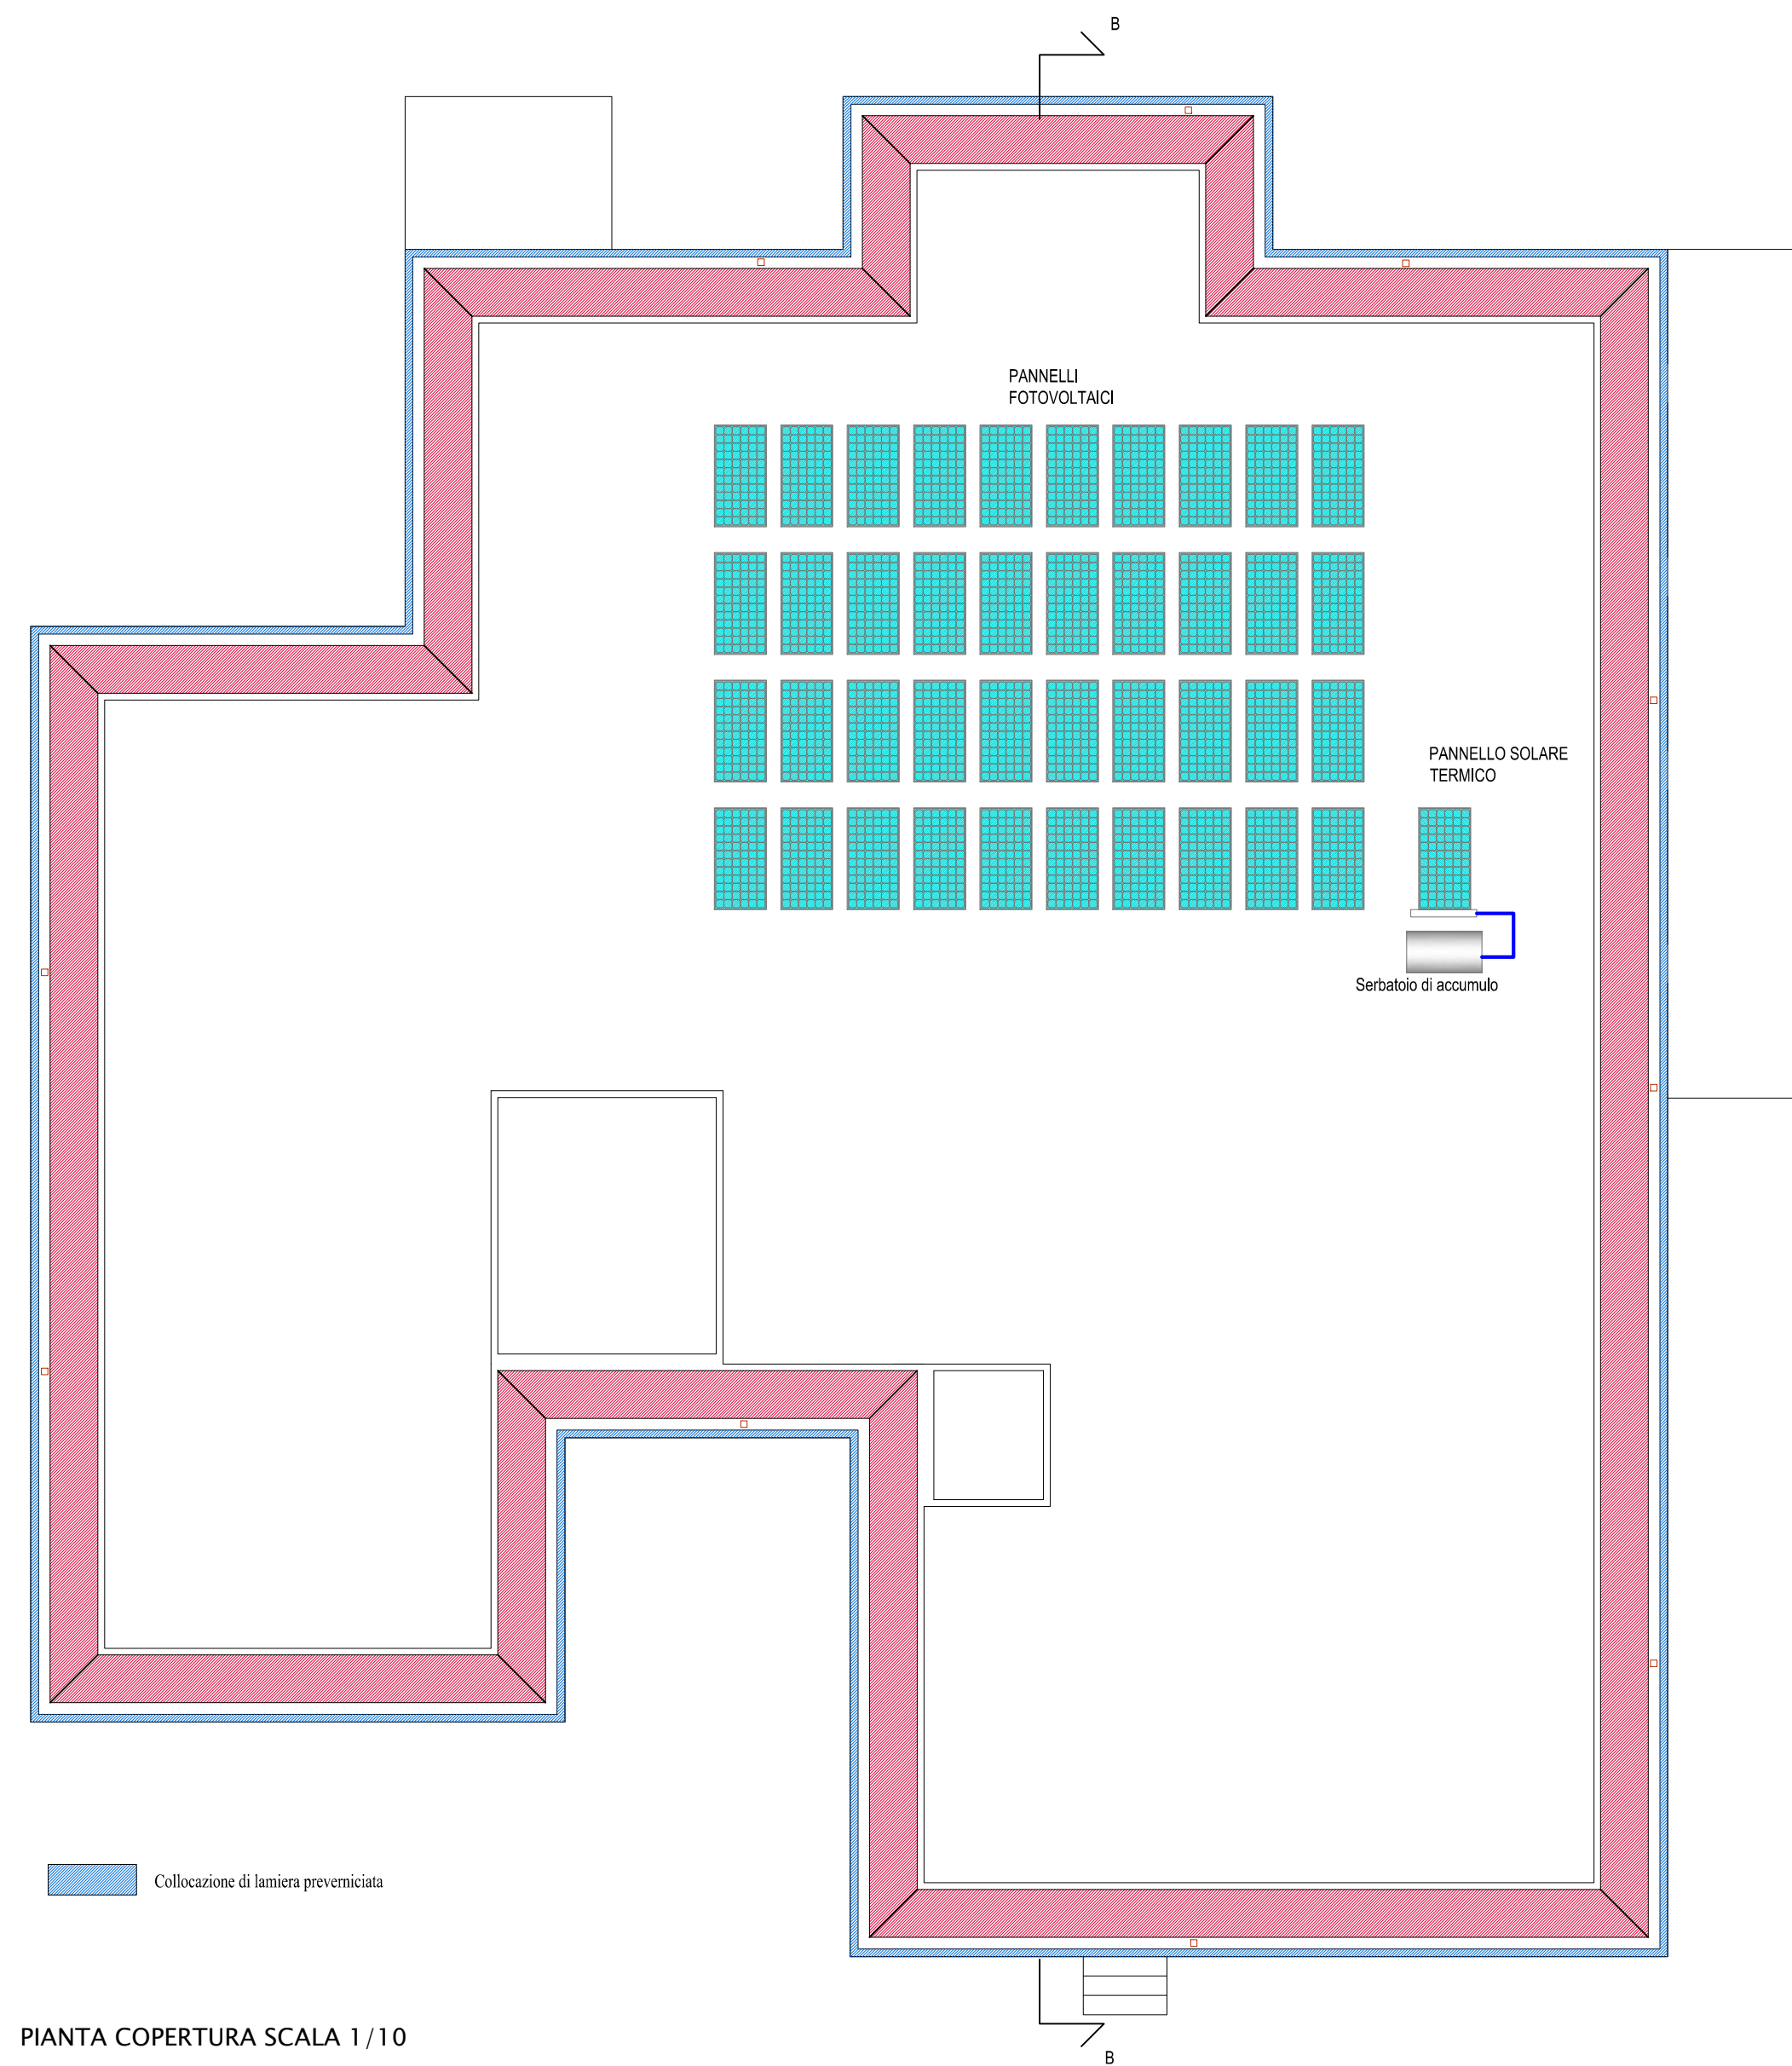 B
PANNELLI
FOTOVOLTAICI
PANNELLO SOLARE
TERMICO
Serbatoio di accumulo
Collocazione di lamiera preverniciata
PIANTA COPERTURA SCALA 1/10
B